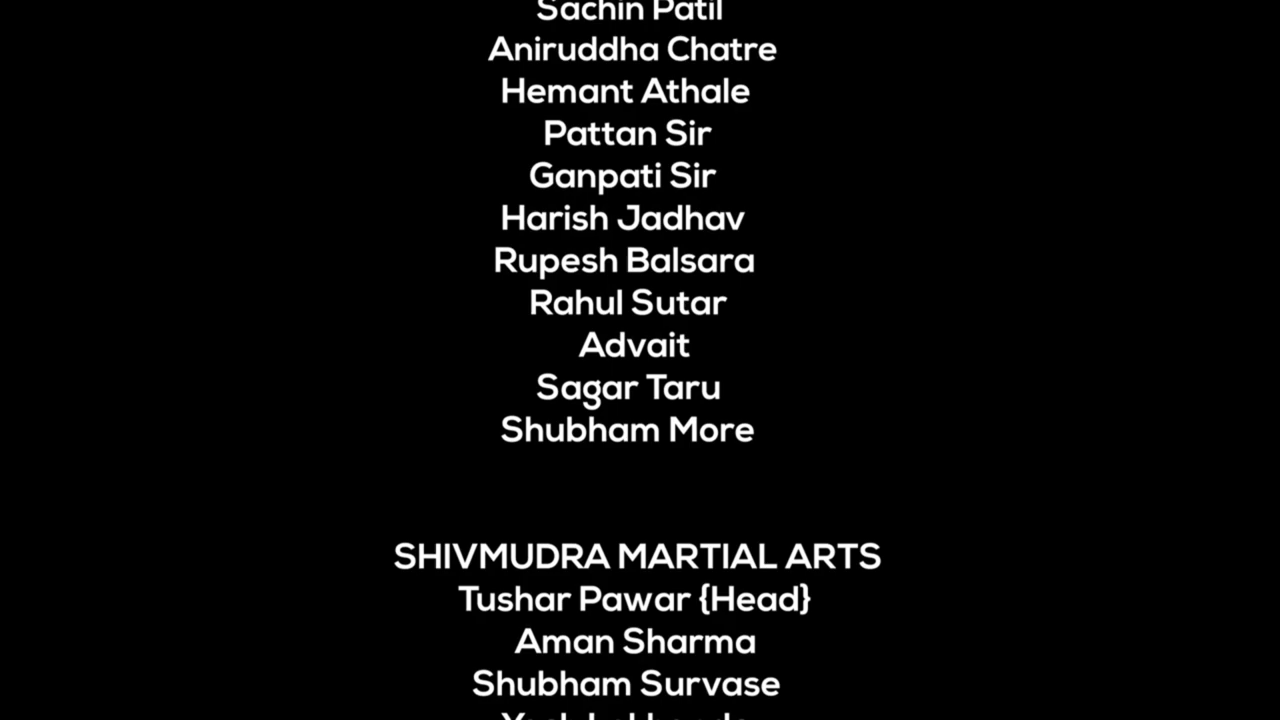 Sachin Patil
Aniruddha Chatre
Hemant Athale
Pattan Sir
Ganpati Sir
Harish Jadhav
Rupesh Balsara
Rahul Sutar
Advait
Sagar Taru
Shubham More
SHIVMUDRA MARTIAL ARTS
Tushar Pawar {Head}
Aman Sharma
Shubham Survase